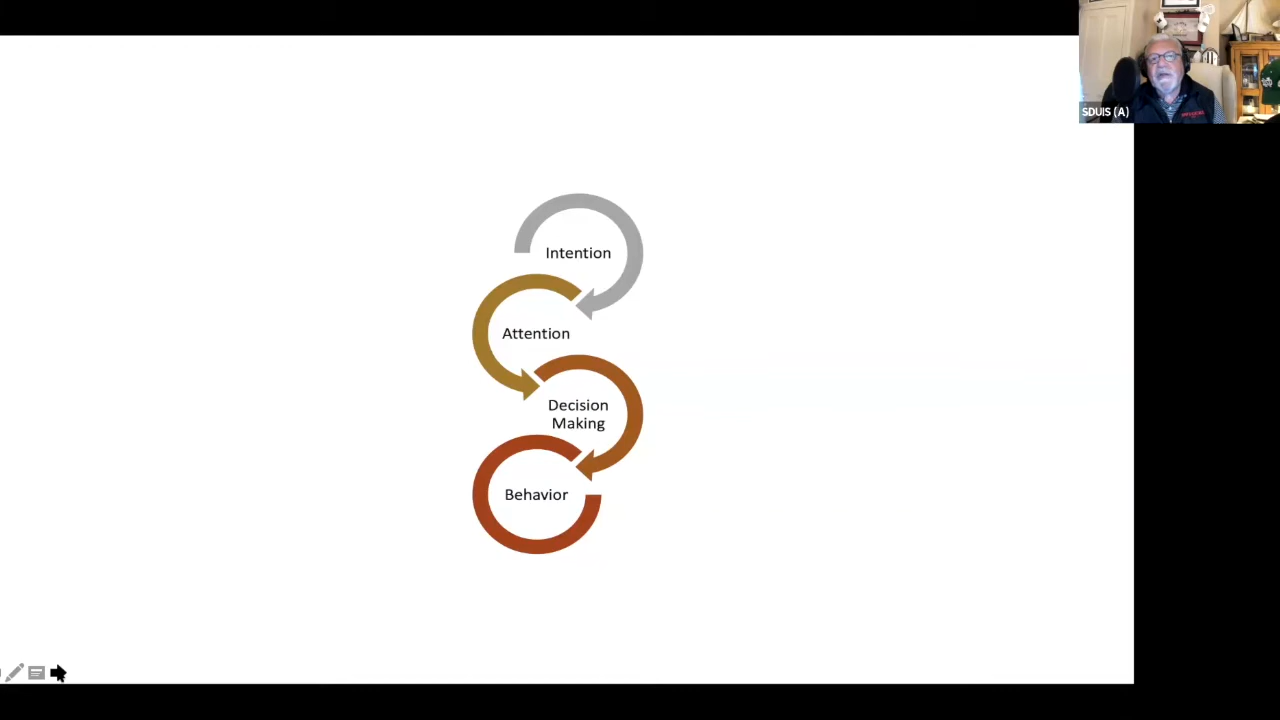 SDUIS (A)
Intention
Attention
Decision
Making
Behavior